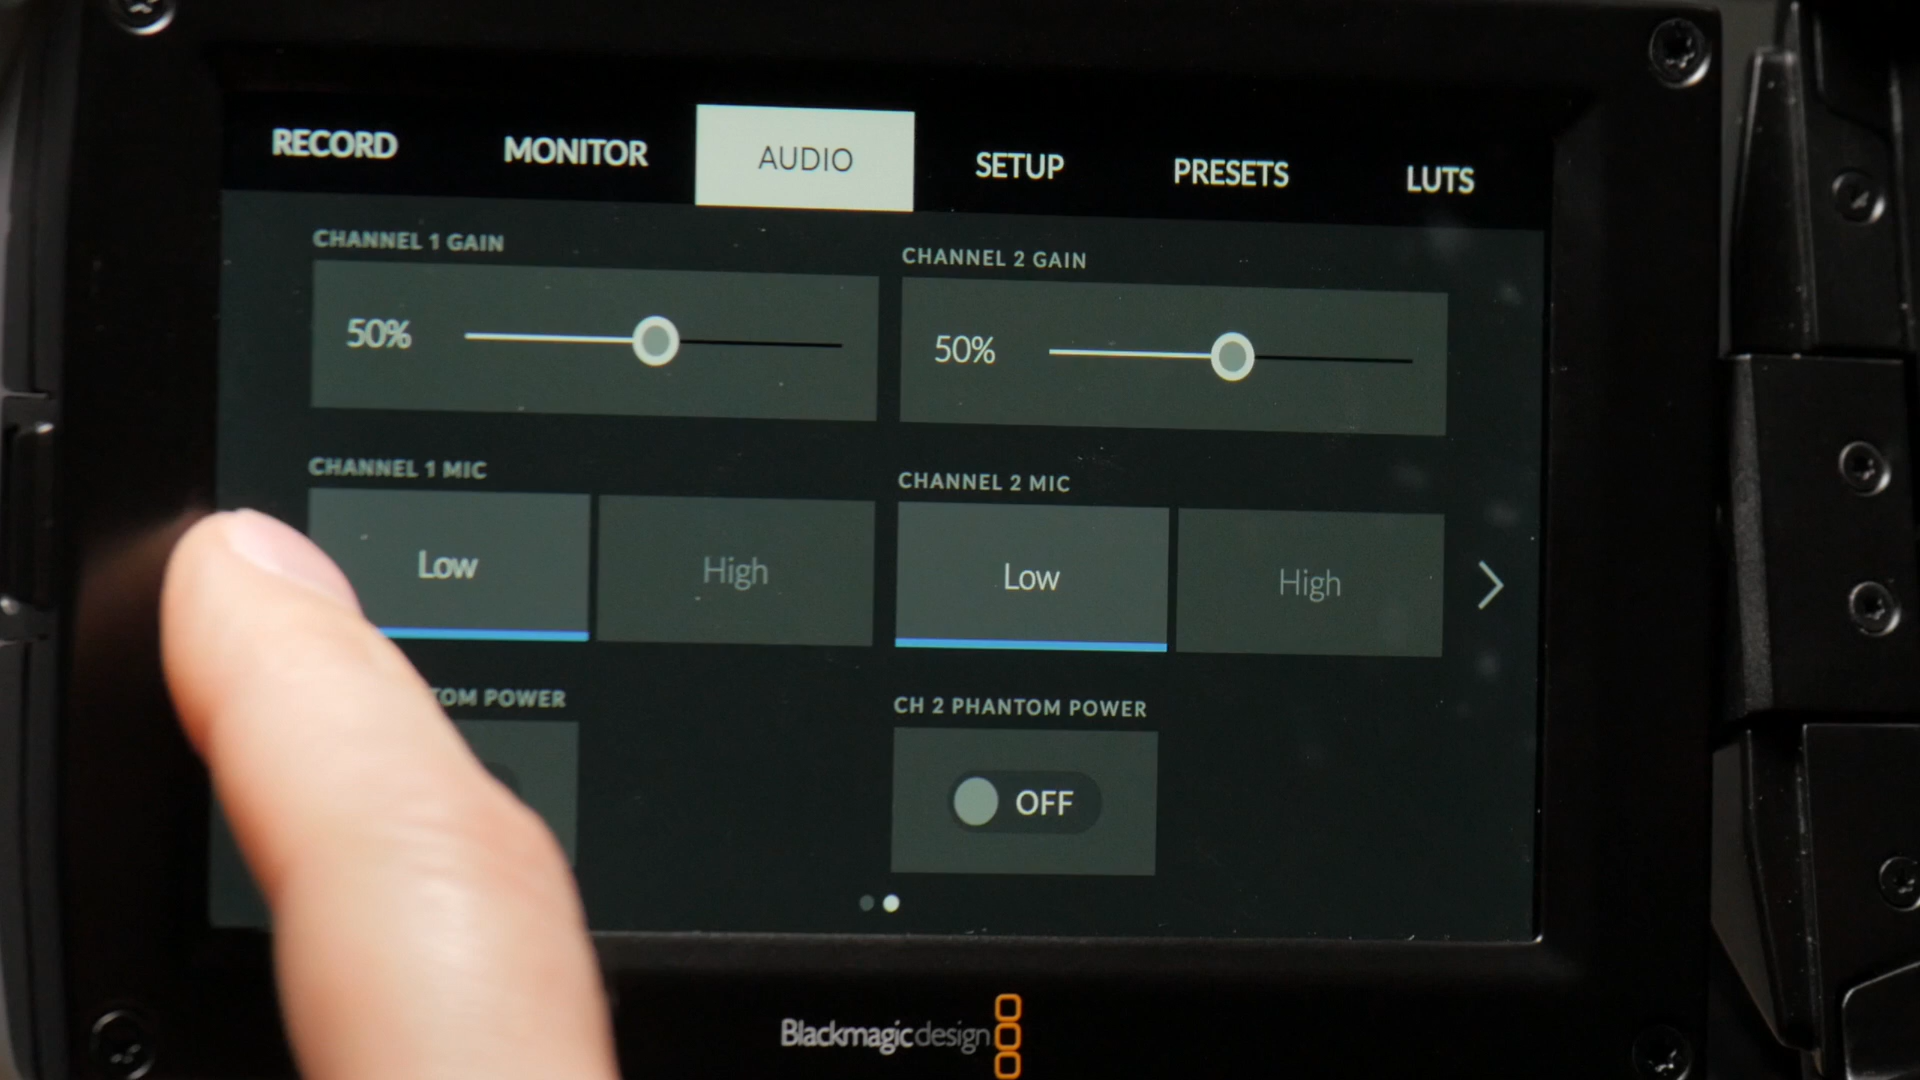 RECORD MONITOR AUDIO SETUP PRESETS LUTS
CHANNEL 1 GAIN
50%
CHANNEL 2 GAIN
50%
CHANNEL 1 MIC
Low High
CHANNEL 2 MIC
Low High
POWER
CH 2 PHANTOM POWER
OFF
Blackmagicdesign